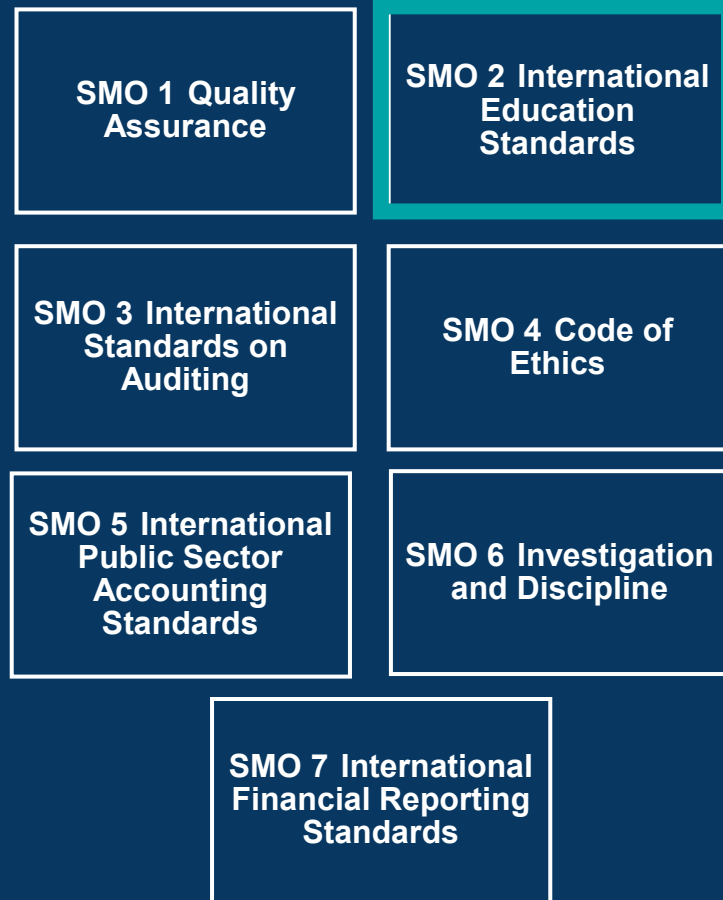 SMO 1 Quality
Assurance
SMO 2 International
Education
Standards
SMO 3 International
Standards on
Auditing
SMO 4 Code of
Ethics
SMO 5 International
Public Sector
Accounting
Standards
SMO 6 Investigation
and Discipline
SMO 7 International
Financial Reporting
Standards